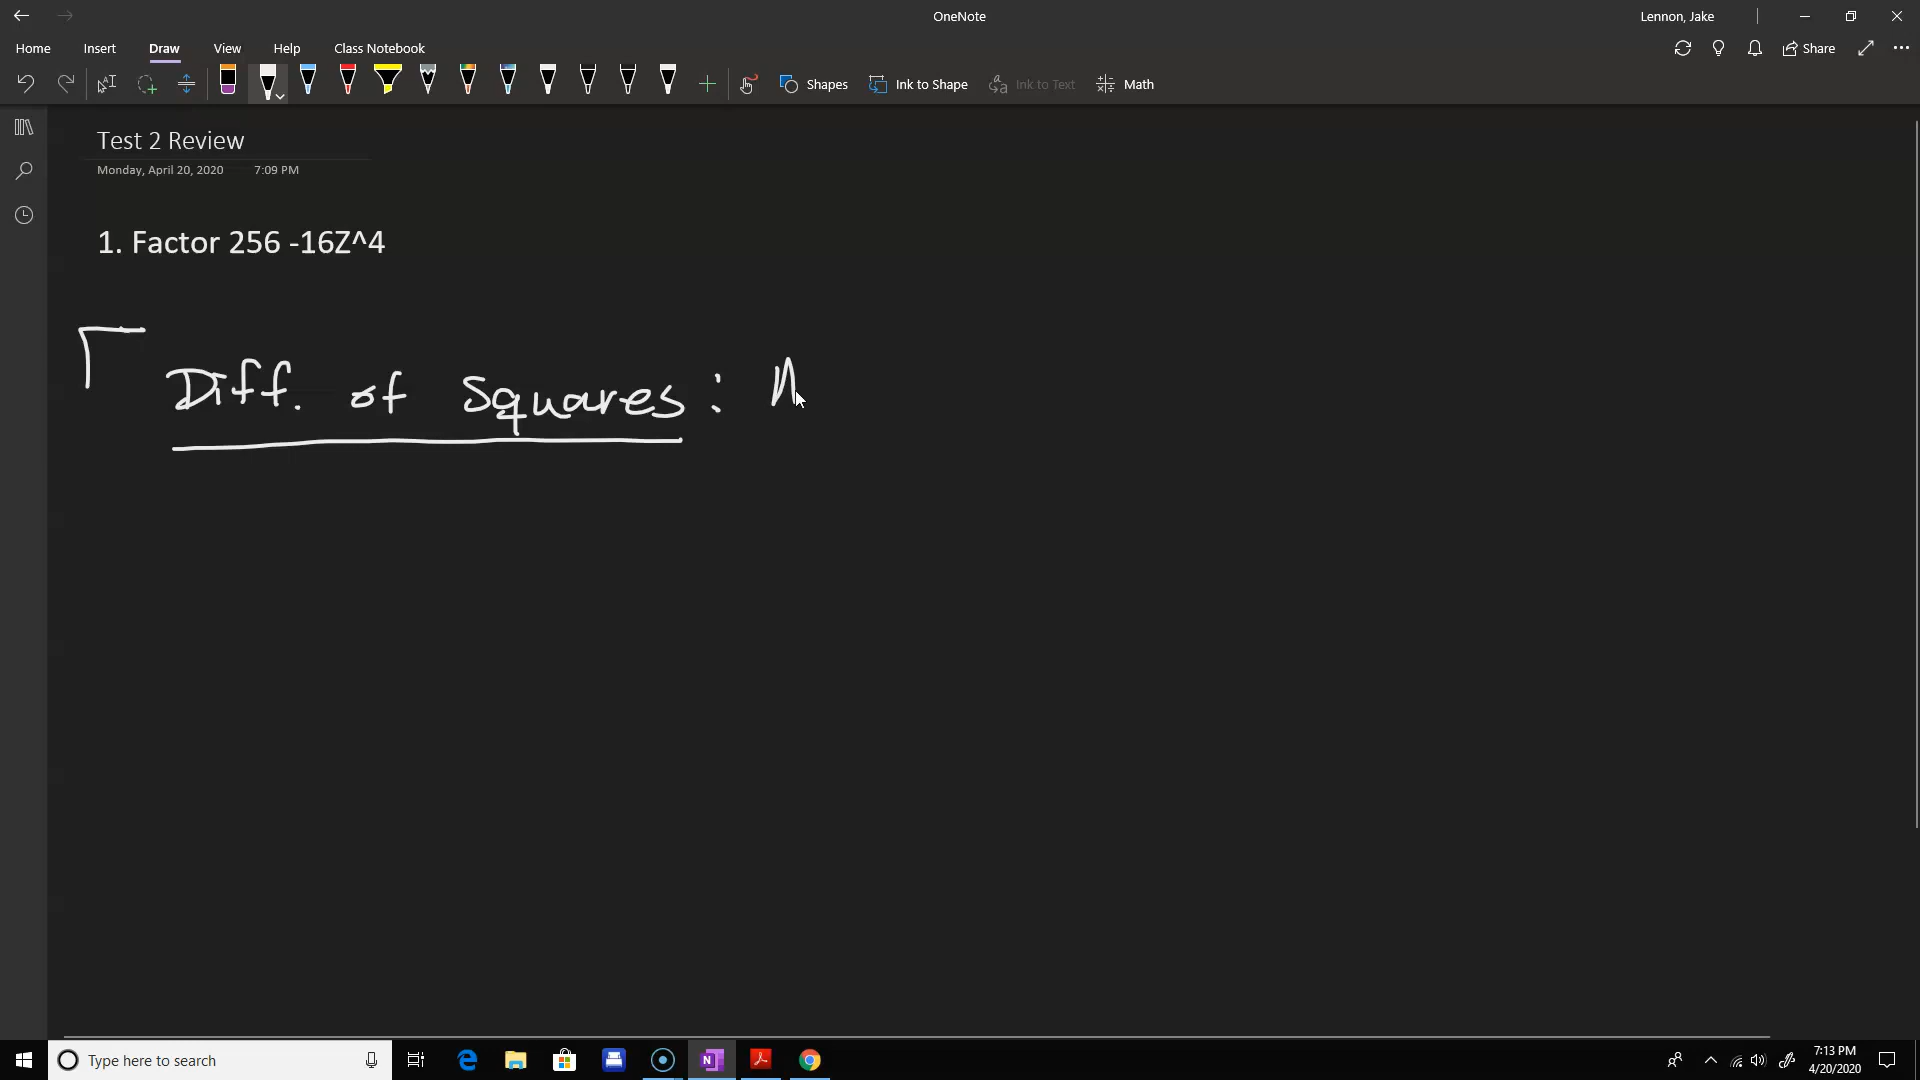 OneNote
Lennon, Jake
Home Insert Draw View Help Class Notebook
Share
Shapes Ink to Shape Ink to Text Math
Test 2 Review
Monday, April 20, 2020 7:09 PM
1. Factor 256 -16Z^4
Diff. of Squares :
Type here to search
7:13 PM
4/20/2020